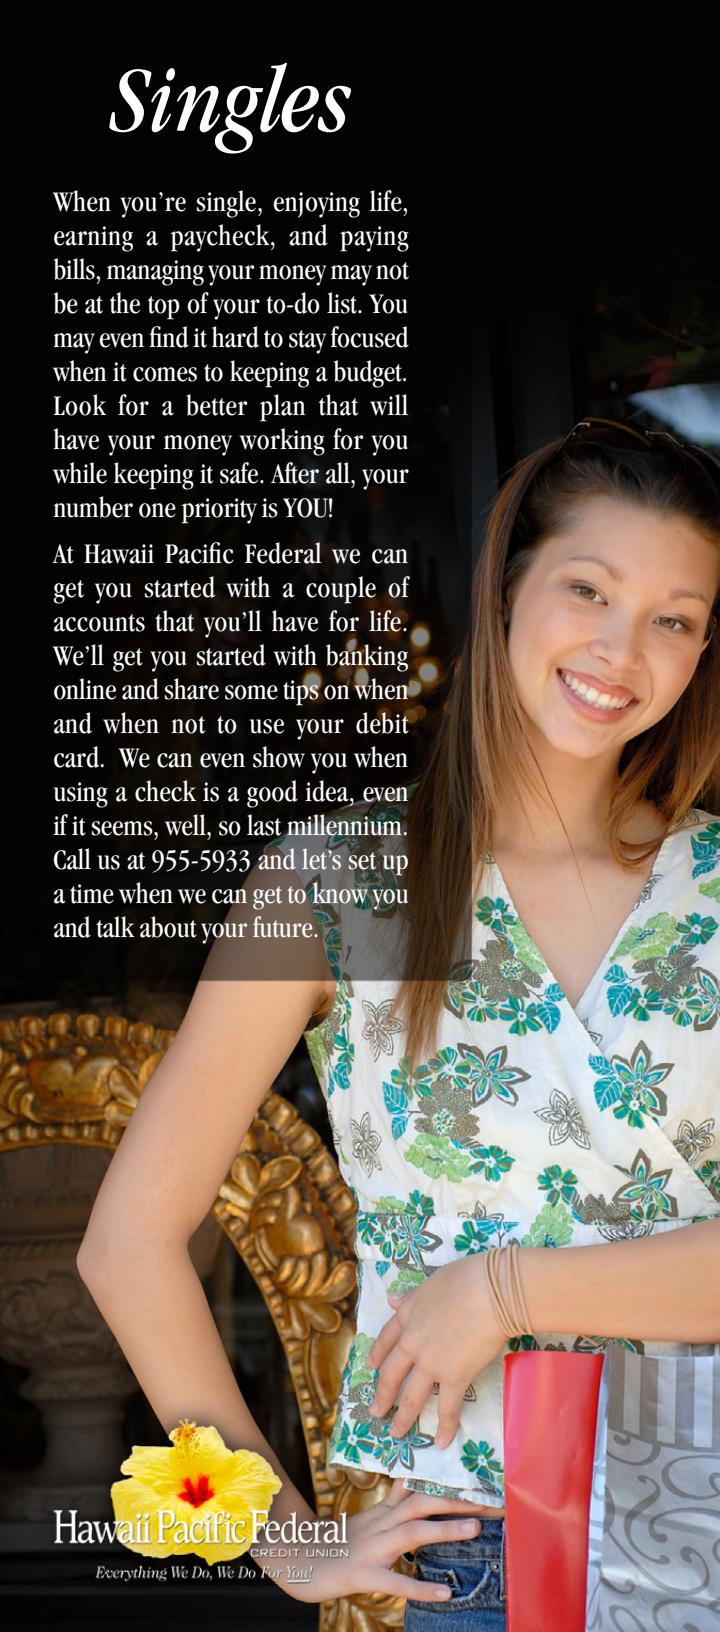 Singles
When you're single, enjoying life,
earning a paycheck, and paying
bills, managing your money may not
be at the top of your to-do list. You
may even find it hard to stay focused
when it comes to keeping a budget.
Look for a better plan that will
have your money working for you
while keeping it safe. After all, your
number one priority is YOU!
At Hawaii Pacific Federal we can
get you started with a couple of
accounts that you'll have for life.
We'll get you started with banking
online and share some tips on when
and when not to use your debit
card. We can even show you when
using a check is a good idea, even
if it seems, well, so last millennium.
Call us at 955-5933 and let's set up
a time when we can get to know you
and talk about your future.
Hawaii Pacific Federal
CREDIT UNION
Everything We Do, We Do For You!